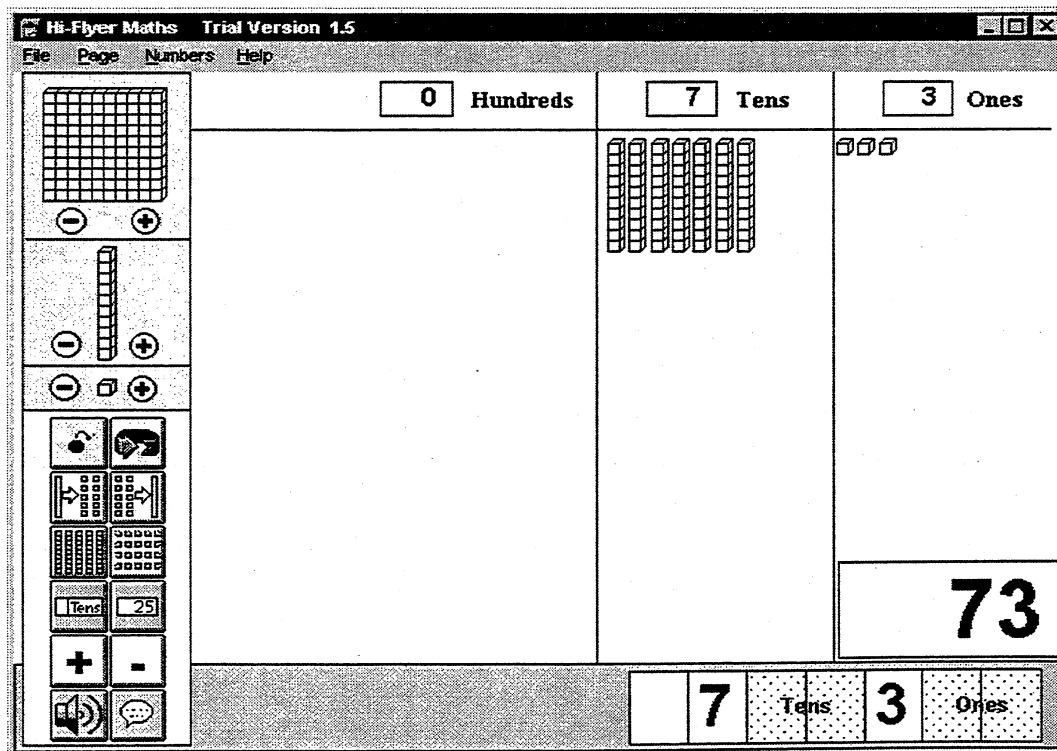 Hi-Flyer Maths Trial Version 1.5
File Page Numbers Help
0 Hundreds 7 Tens 3 Ones
Tens 25
+ -
73
7 Tens 3 Ones